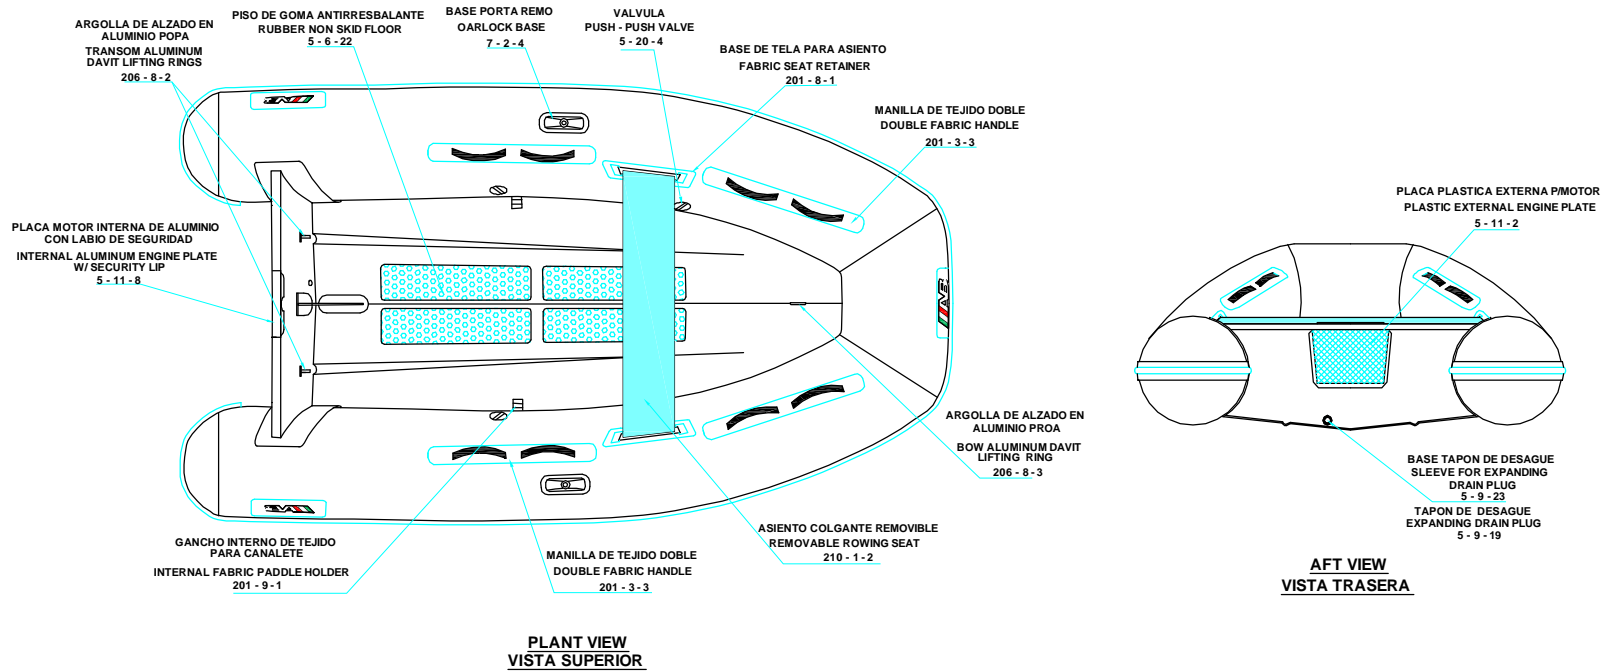 ARGOLLA DE ALZADO EN
ALUMINIO POPA
TRANSOM ALUMINUM
DAVIT LIFTING RINGS
206 - 8 - 2
PISO DE GOMA ANTIRRESBALANTE
RUBBER NON SKID FLOOR
5 - 6 - 22
BASE PORTA REMO
OARLOCK BASE
7 - 2 - 4
VALVULA
PUSH - PUSH VALVE
5 - 20 - 4
BASE DE TELA PARA ASIENTO
FABRIC SEAT RETAINER
201 - 8 - 1
MANILLA DE TEJIDO DOBLE
DOUBLE FABRIC HANDLE
201 - 3 - 3
PLACA MOTOR INTERNA DE ALUMINIO
CON LABIO DE SEGURIDAD
INTERNAL ALUMINUM ENGINE PLATE
W/ SECURITY LIP
5 - 11 - 8
PLACA PLASTICA EXTERNA P/MOTOR
PLASTIC EXTERNAL ENGINE PLATE
5 - 11 - 2
ARGOLLA DE ALZADO EN
ALUMINIO PROA
BOW ALUMINUM DAVIT
LIFTING RING
206 - 8 - 3
BASE TAPON DE DESAGUE
SLEEVE FOR EXPANDING
DRAIN PLUG
5 - 9 - 23
TAPON DE DESAGUE
EXPANDING DRAIN PLUG
5 - 9 - 19
GANCHO INTERNO DE TEJIDO
PARA CANALETE
INTERNAL FABRIC PADDLE HOLDER
201 - 9 - 1
MANILLA DE TEJIDO DOBLE
DOUBLE FABRIC HANDLE
201 - 3 - 3
ASIENTO COLGANTE REMOVIBLE
REMOVABLE ROWING SEAT
210 - 1 - 2
AFT VIEW
VISTA TRASERA
PLANT VIEW
VISTA SUPERIOR